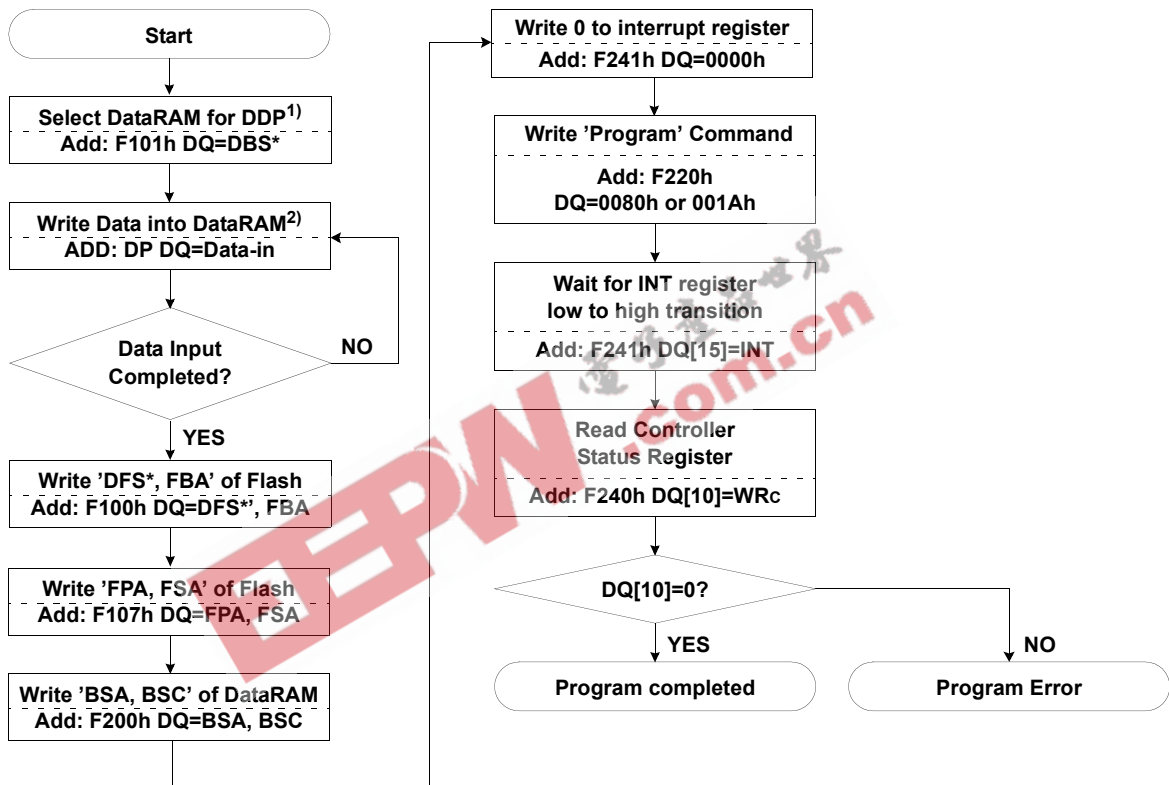 Start
Select DataRAM for DDP1)
Add: F101h DQ=DBS*
Write Data into DataRAM2)
ADD: DP DQ=Data-in
Data Input
Completed?
NO
YES
Write ’DFS*, FBA’ of Flash
Add: F100h DQ=DFS*’, FBA
Write ’FPA, FSA’ of Flash
Add: F107h DQ=FPA, FSA
Write ’BSA, BSC’ of DataRAM
Add: F200h DQ=BSA, BSC
Write 0 to interrupt register
Add: F241h DQ=0000h
Write ’Program’ Command
Add: F220h
DQ=0080h or 001Ah
Wait for INT register
low to high transition
Add: F241h DQ[15]=INT
Read Controller
Status Register
Add: F240h DQ[10]=WRc
DQ[10]=0?
YES
NO
Program completed
Program Error
EEPW.com.cn